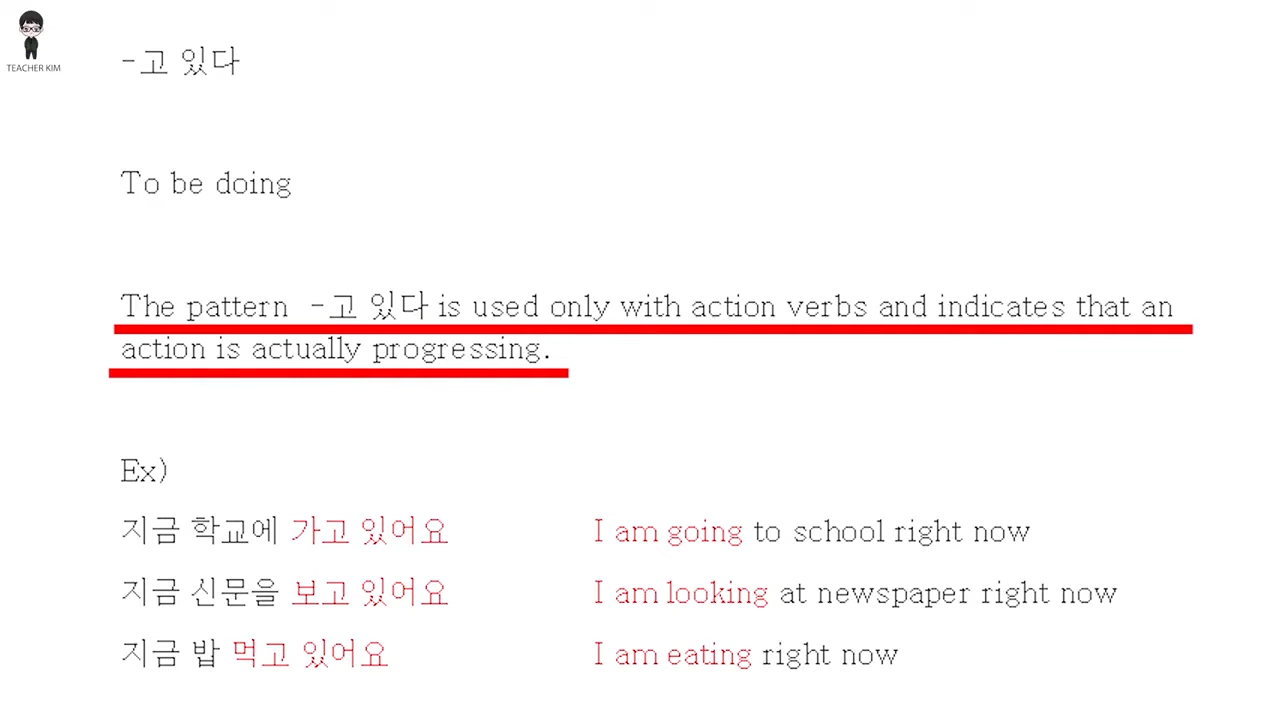 TEACHER KIM
-고 있다
To be doing
The pattern -고 있다 is used only with action verbs and indicates that an
action is actually progressing.
Ex)
지금 학교에 가고 있어요 I am going to school right now
지금 신문을 보고 있어요 I am looking at newspaper right now
지금 밥 먹고 있어요 I am eating right now